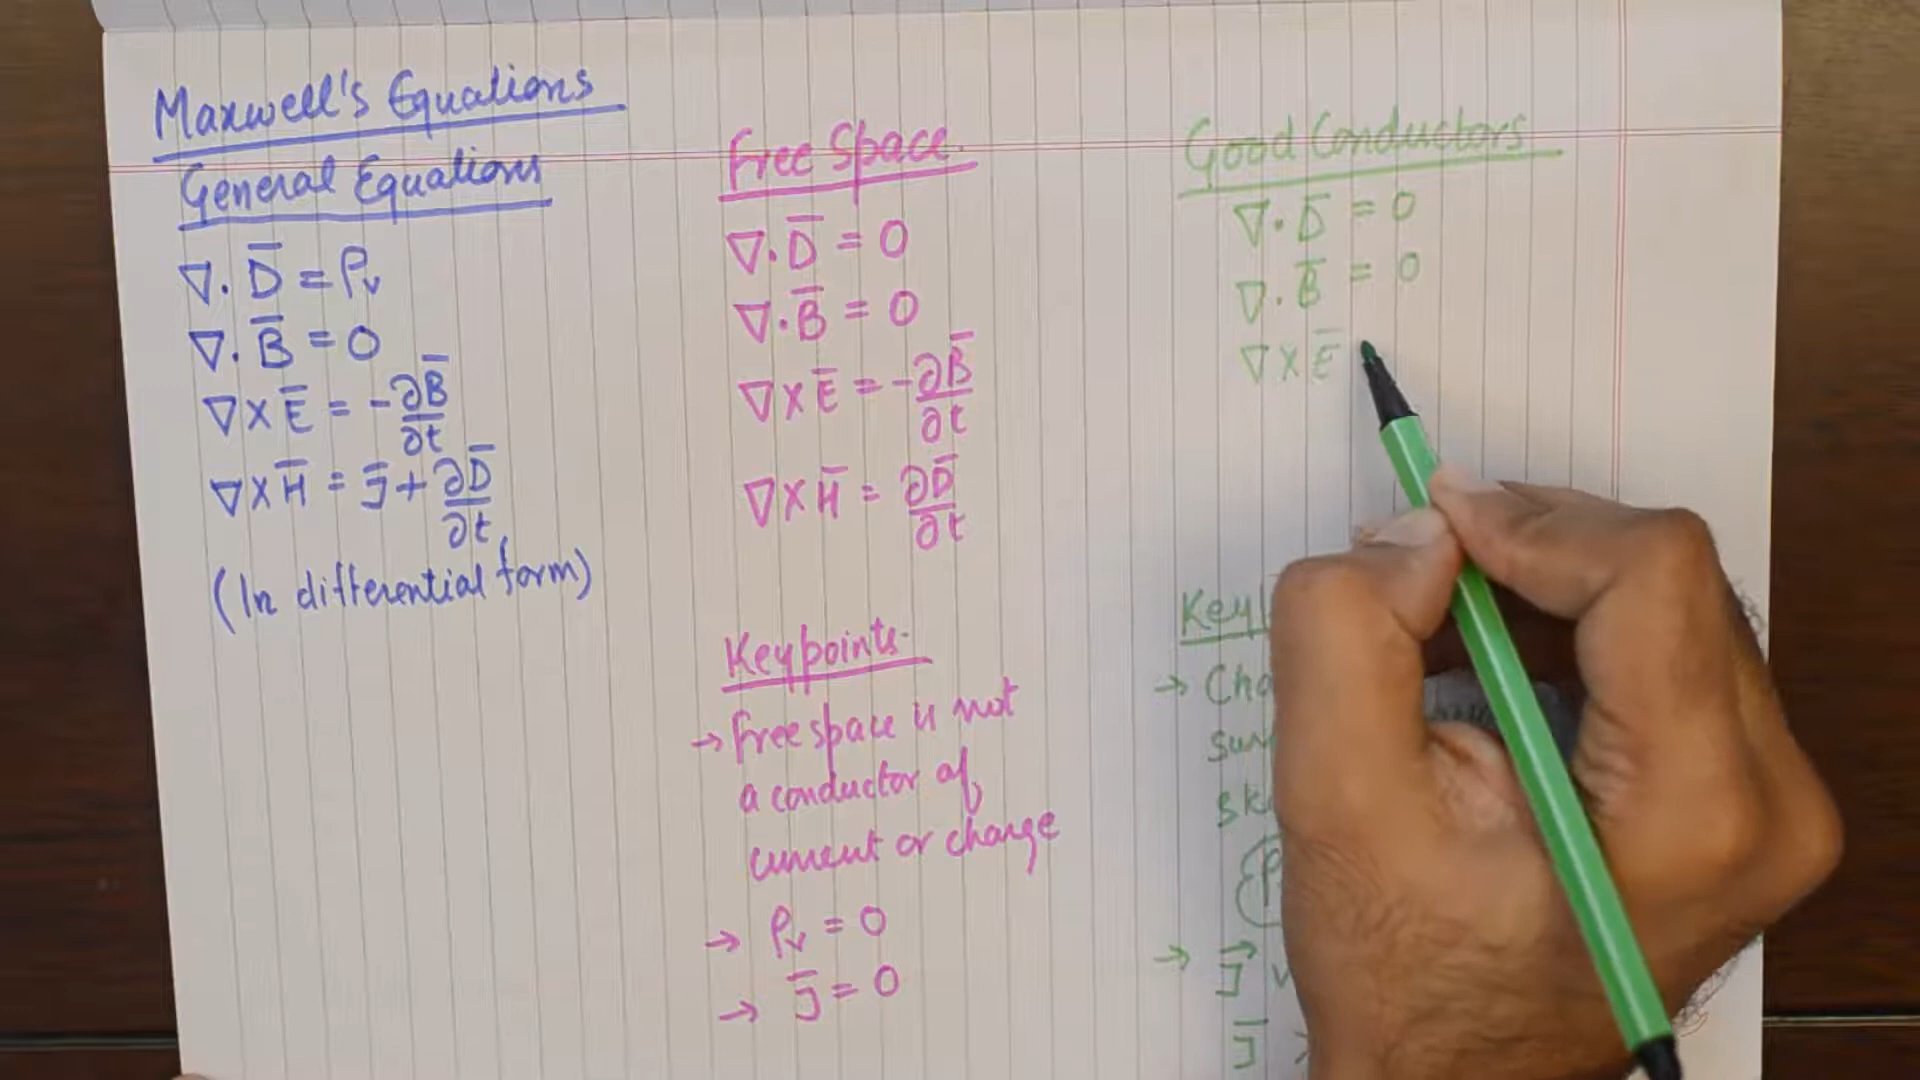 Maxwell's Equations
General Equations
∇. D̅ = ρv
∇. B̅ = 0
∇×E̅ = -∂B̅/∂t
∇×H̅ = J̅+∂D̅/∂t
(In differential form)
Free Space.
∇.D̅ = 0
∇.B̅ = 0
∇×E̅ = -∂B̅/∂t
∇×H̅ = ∂D̅/∂t
Keypoints.
→ free space is not
a conductor of
current or charge
→ ρv = 0
→ J̅ = 0
Good Conductors
∇.D̅ = 0
∇.B̅ = 0
∇×E̅
→
→ J⃗
J̅